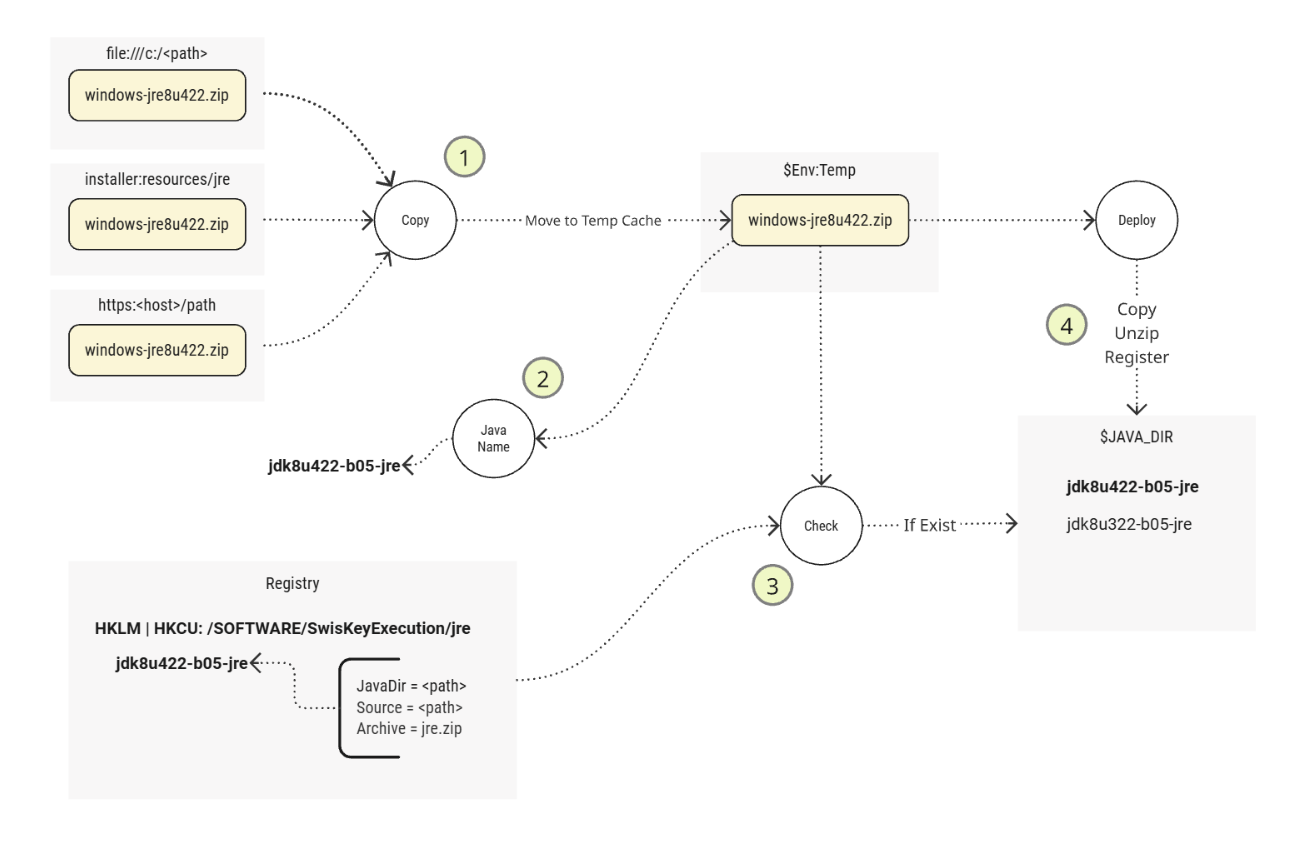 file:///c:/<path>
windows-jre8u422.zip
installer:resources/jre
windows-jre8u422.zip
https:<host>/path
windows-jre8u422.zip
1
Copy
Move to Temp Cache
$Env:Temp
windows-jre8u422.zip
Deploy
4
Copy
Unzip
Register
2
Java
Name
jdk8u422-b05-jre
$JAVA_DIR
jdk8u422-b05-jre
jdk8u322-b05-jre
Check
If Exist
3
Registry
HKLM | HKCU: /SOFTWARE/SwisKeyExecution/jre
jdk8u422-b05-jre
JavaDir = <path>
Source = <path>
Archive = jre.zip